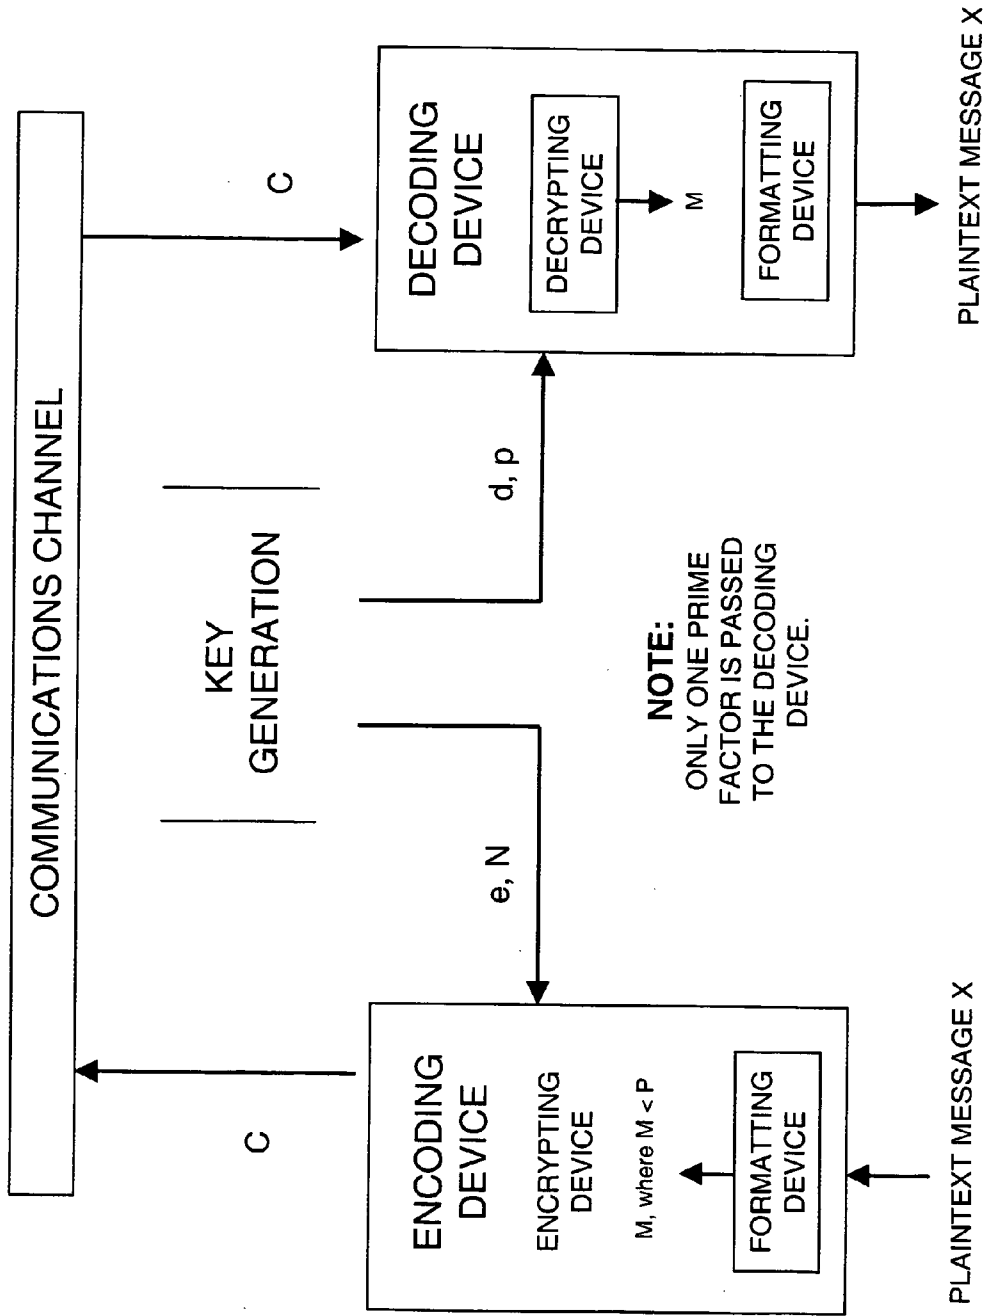 COMMUNICATIONS CHANNEL
C
C
KEY
GENERATION
e, N
d, p
ENCODING
DEVICE
ENCRYPTING
DEVICE
M, where M < P
FORMATTING
DEVICE
PLAINTEXT MESSAGE X
NOTE:
ONLY ONE PRIME
FACTOR IS PASSED
TO THE DECODING
DEVICE.
DECODING
DEVICE
DECRYPTING
DEVICE
M
FORMATTING
DEVICE
PLAINTEXT MESSAGE X